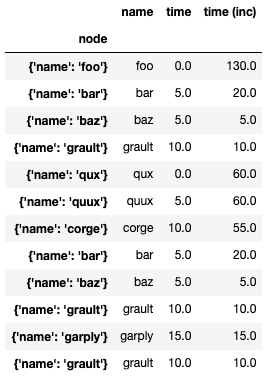 name time time (inc)
node
{'name': 'foo'} foo 0.0 130.0
{'name': 'bar'} bar 5.0 20.0
{'name': 'baz'} baz 5.0 5.0
{'name': 'grault'} grault 10.0 10.0
{'name': 'qux'} qux 0.0 60.0
{'name': 'quux'} quux 5.0 60.0
{'name': 'corge'} corge 10.0 55.0
{'name': 'bar'} bar 5.0 20.0
{'name': 'baz'} baz 5.0 5.0
{'name': 'grault'} grault 10.0 10.0
{'name': 'garply'} garply 15.0 15.0
{'name': 'grault'} grault 10.0 10.0